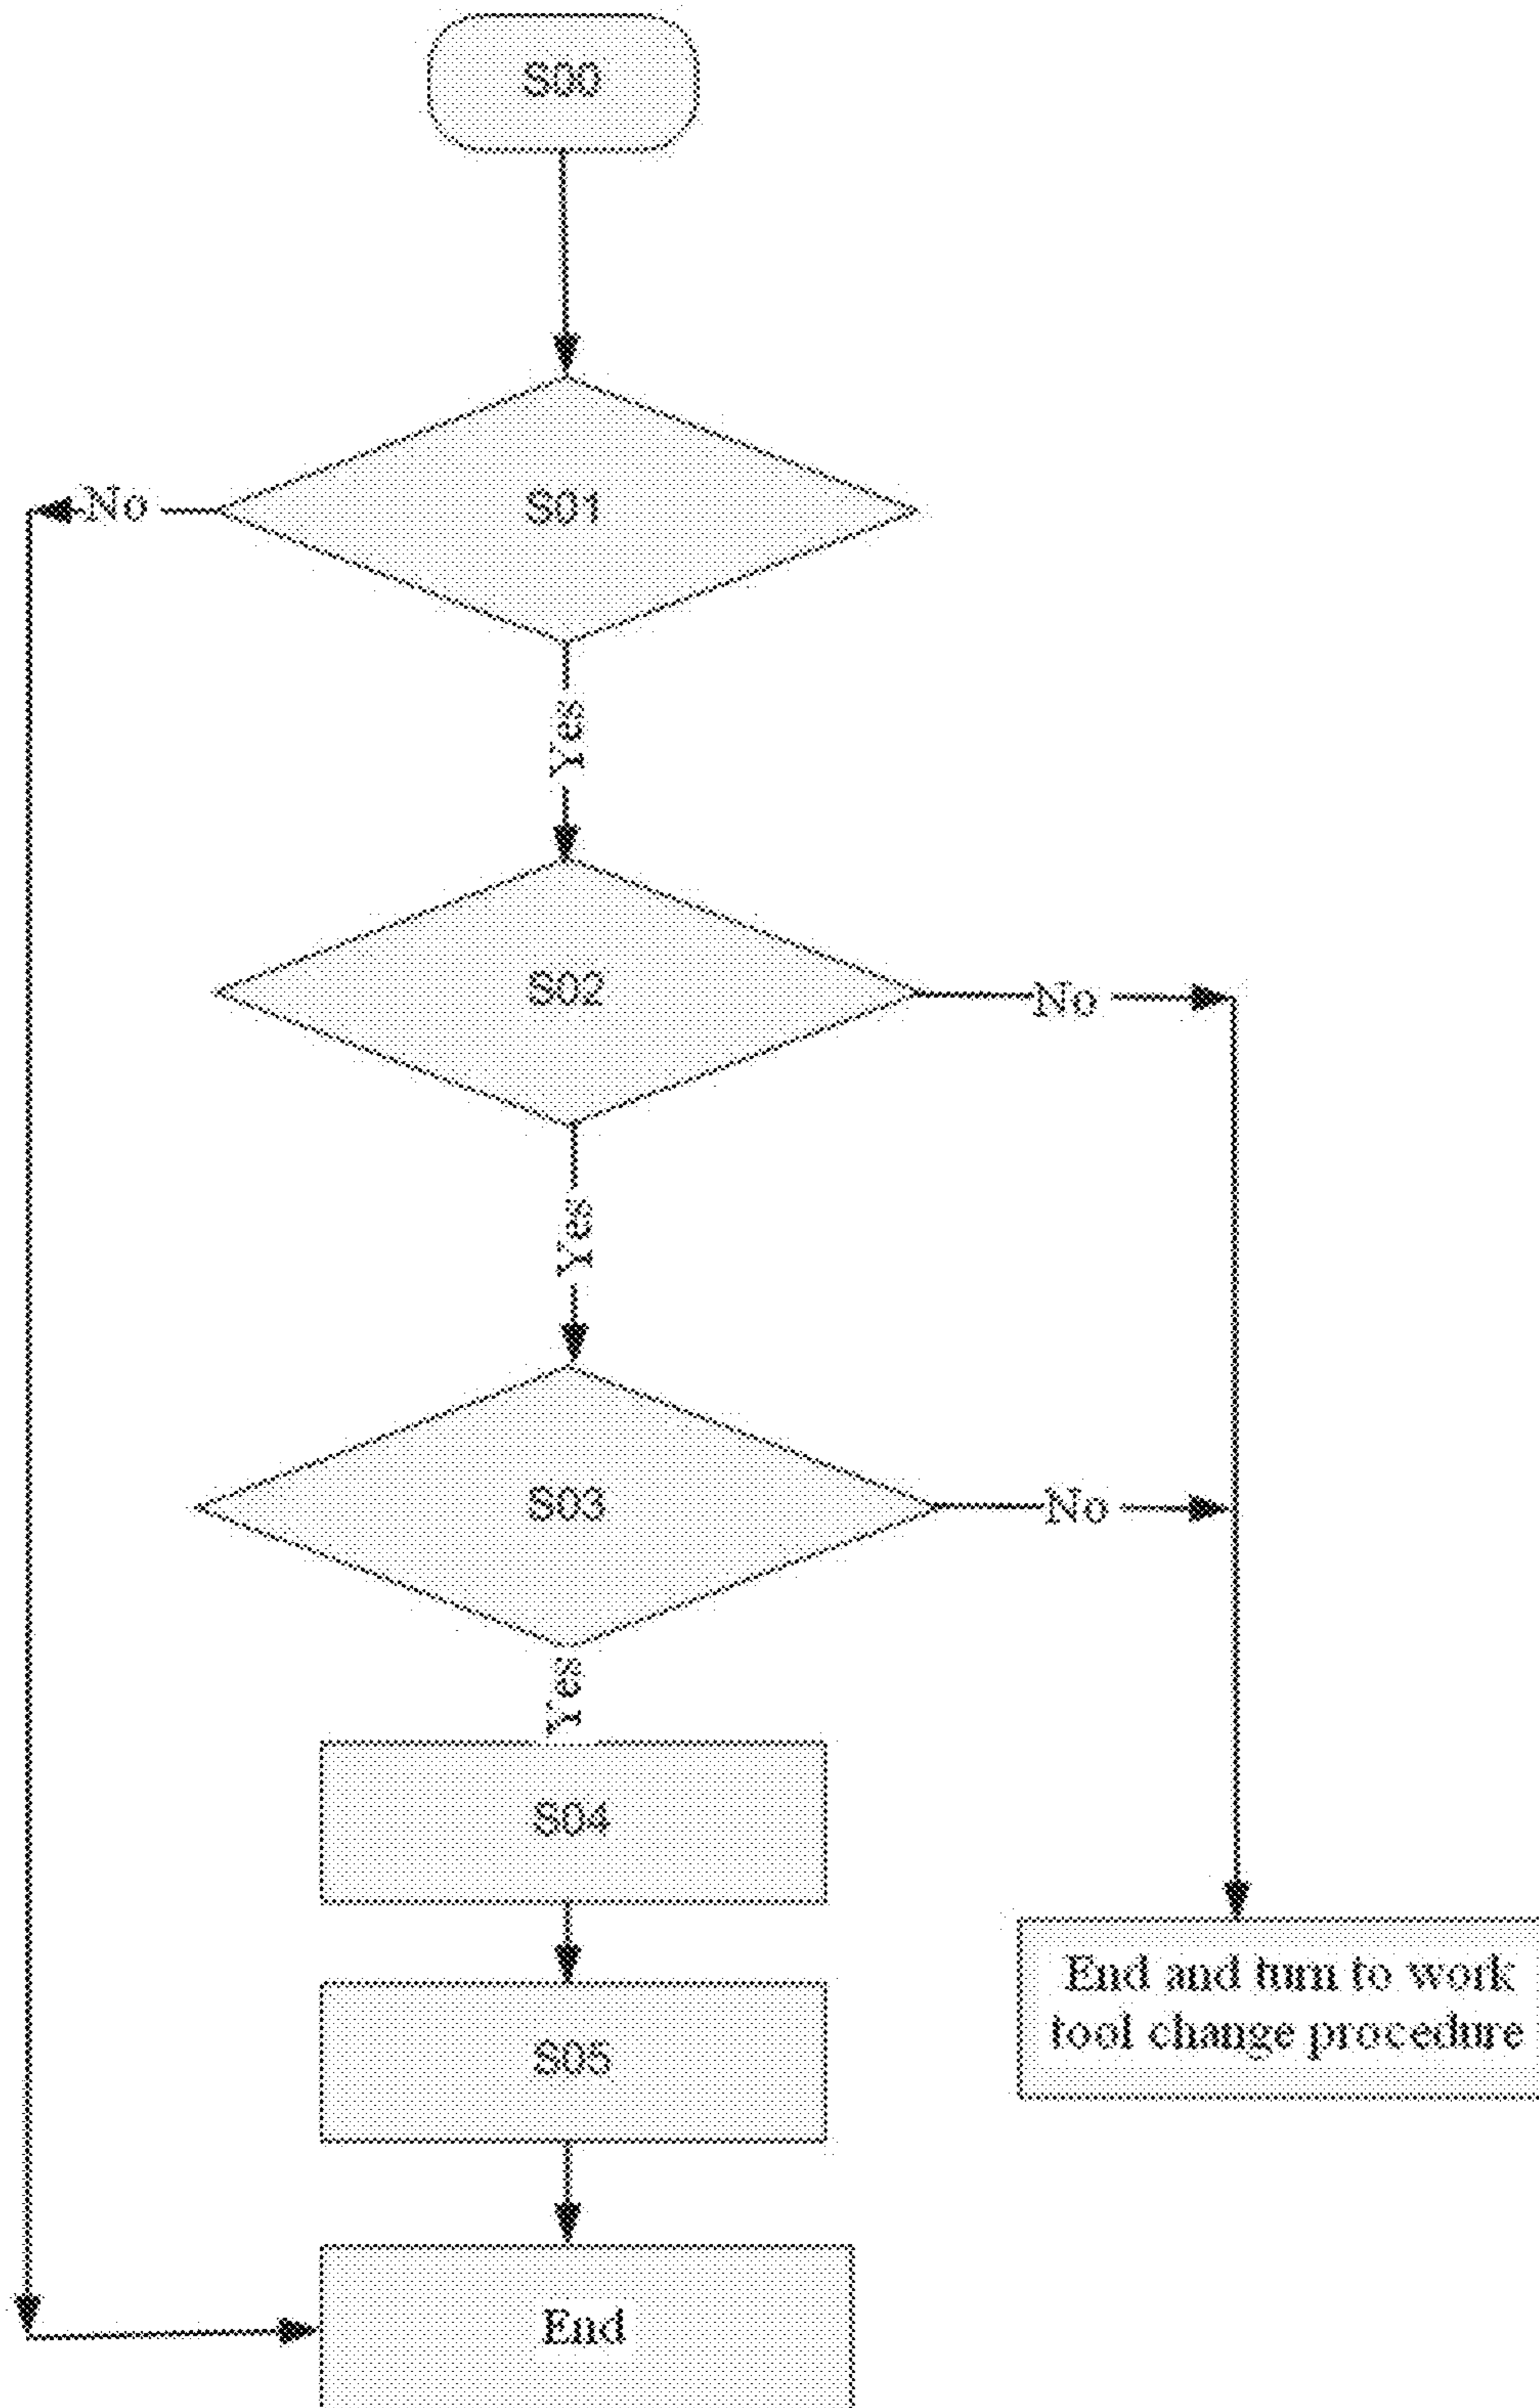 S00
S01
No
Yes
S02
No
Yes
S03
No
Yes
S04
End and turn to work
tool change procedure
S05
End